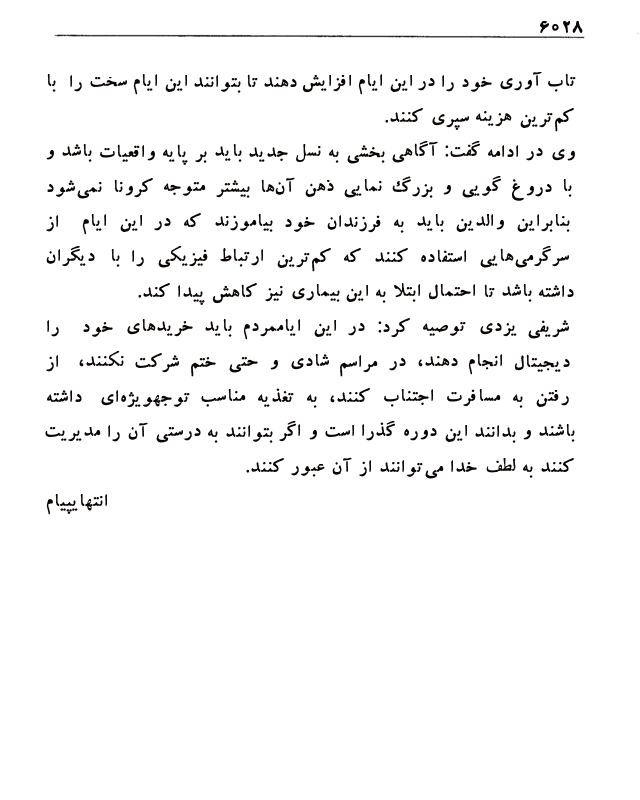 ۶۰۲۸
تاب آوری خود را در این ایام افزایش دهند تا بتوانند این ایام سخت را با
کم‌ترین هزینه سپری کنند.
وی در ادامه گفت: آگاهی بخشی به نسل جدید باید بر پایه واقعیات باشد و
با دروغ گویی و بزرگ نمایی ذهن آن‌ها بیشتر متوجه کرونا نمی‌شود
بنابراین والدین باید به فرزندان خود بیاموزند که در این ایام از
سرگرمی‌هایی استفاده کنند که کم‌ترین ارتباط فیزیکی را با دیگران
داشته باشد تا احتمال ابتلا به این بیماری نیز کاهش پیدا کند.
شریفی یزدی توصیه کرد: در این ایاممردم باید خریدهای خود را
دیجیتال انجام دهند، در مراسم شادی و حتی ختم شرکت نکنند، از
رفتن به مسافرت اجتناب کنند، به تغذیه مناسب توجهویژه‌ای داشته
باشند و بدانند این دوره گذرا است و اگر بتوانند به درستی آن را مدیریت
کنند به لطف خدا می‌توانند از آن عبور کنند.
انتهایپیام